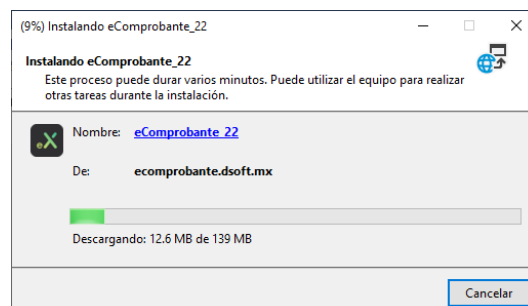 (9%) Instalando eComprobante_22
Instalando eComprobante_22
Este proceso puede durar varios minutos. Puede utilizar el equipo para realizar
otras tareas durante la instalación.
eX
Nombre: eComprobante_22
De: ecomprobante.dsoft.mx
Descargando: 12.6 MB de 139 MB
Cancelar